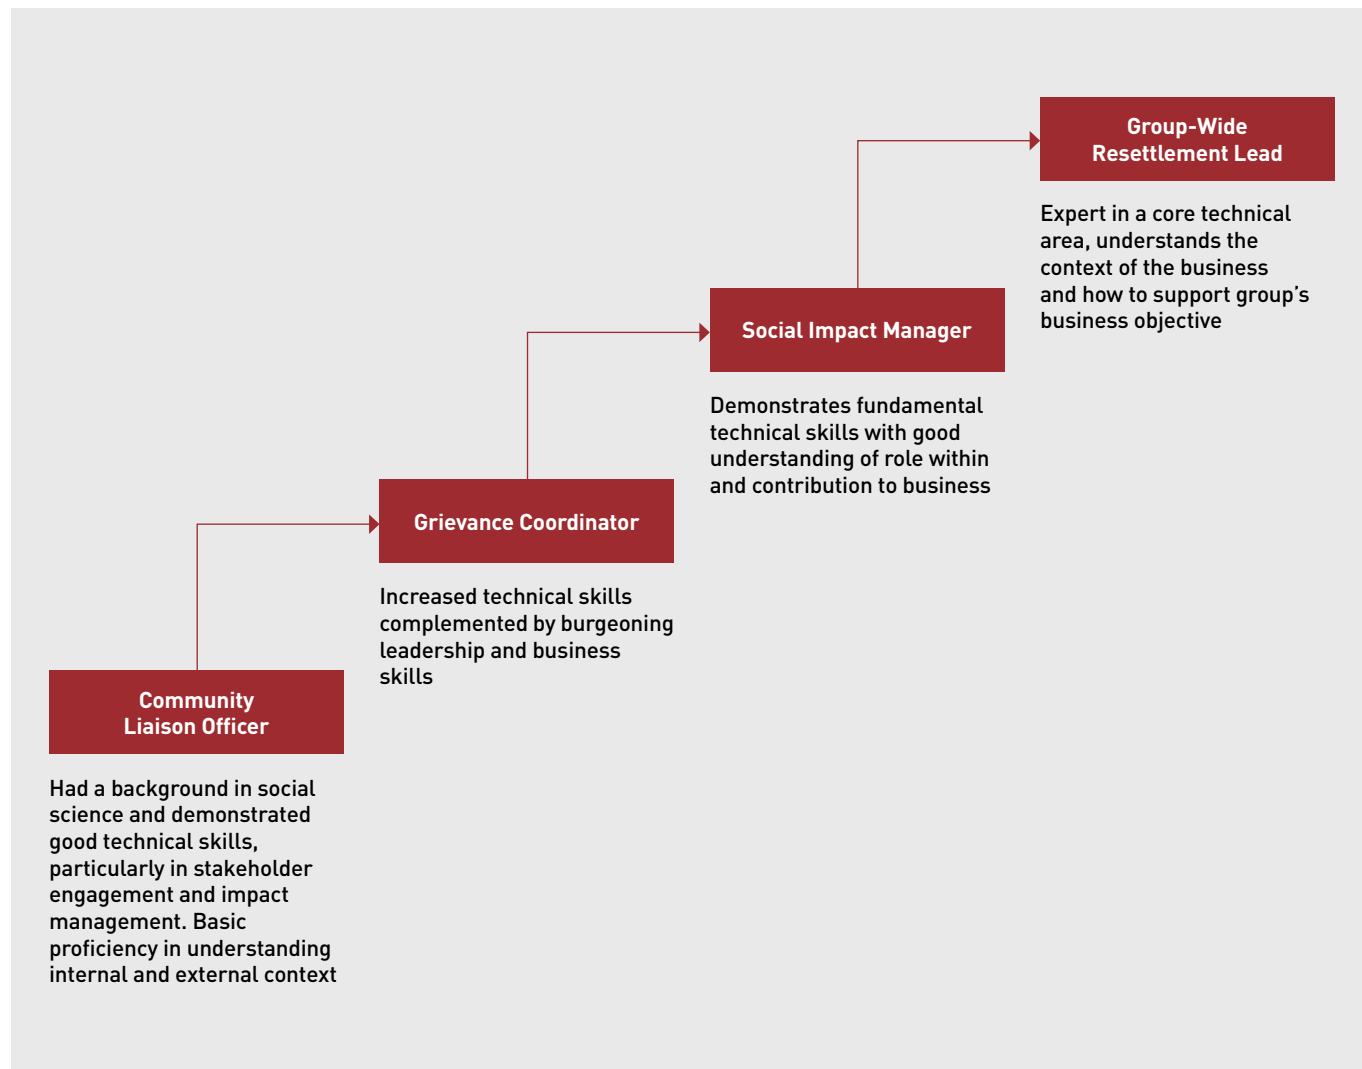 Group-Wide
Resettlement Lead
Expert in a core technical
area, understands the
context of the business
and how to support group’s
business objective
Social Impact Manager
Demonstrates fundamental
technical skills with good
understanding of role within
and contribution to business
Grievance Coordinator
Increased technical skills
complemented by burgeoning
leadership and business
skills
Community
Liaison Officer
Had a background in social
science and demonstrated
good technical skills,
particularly in stakeholder
engagement and impact
management. Basic
proficiency in understanding
internal and external context